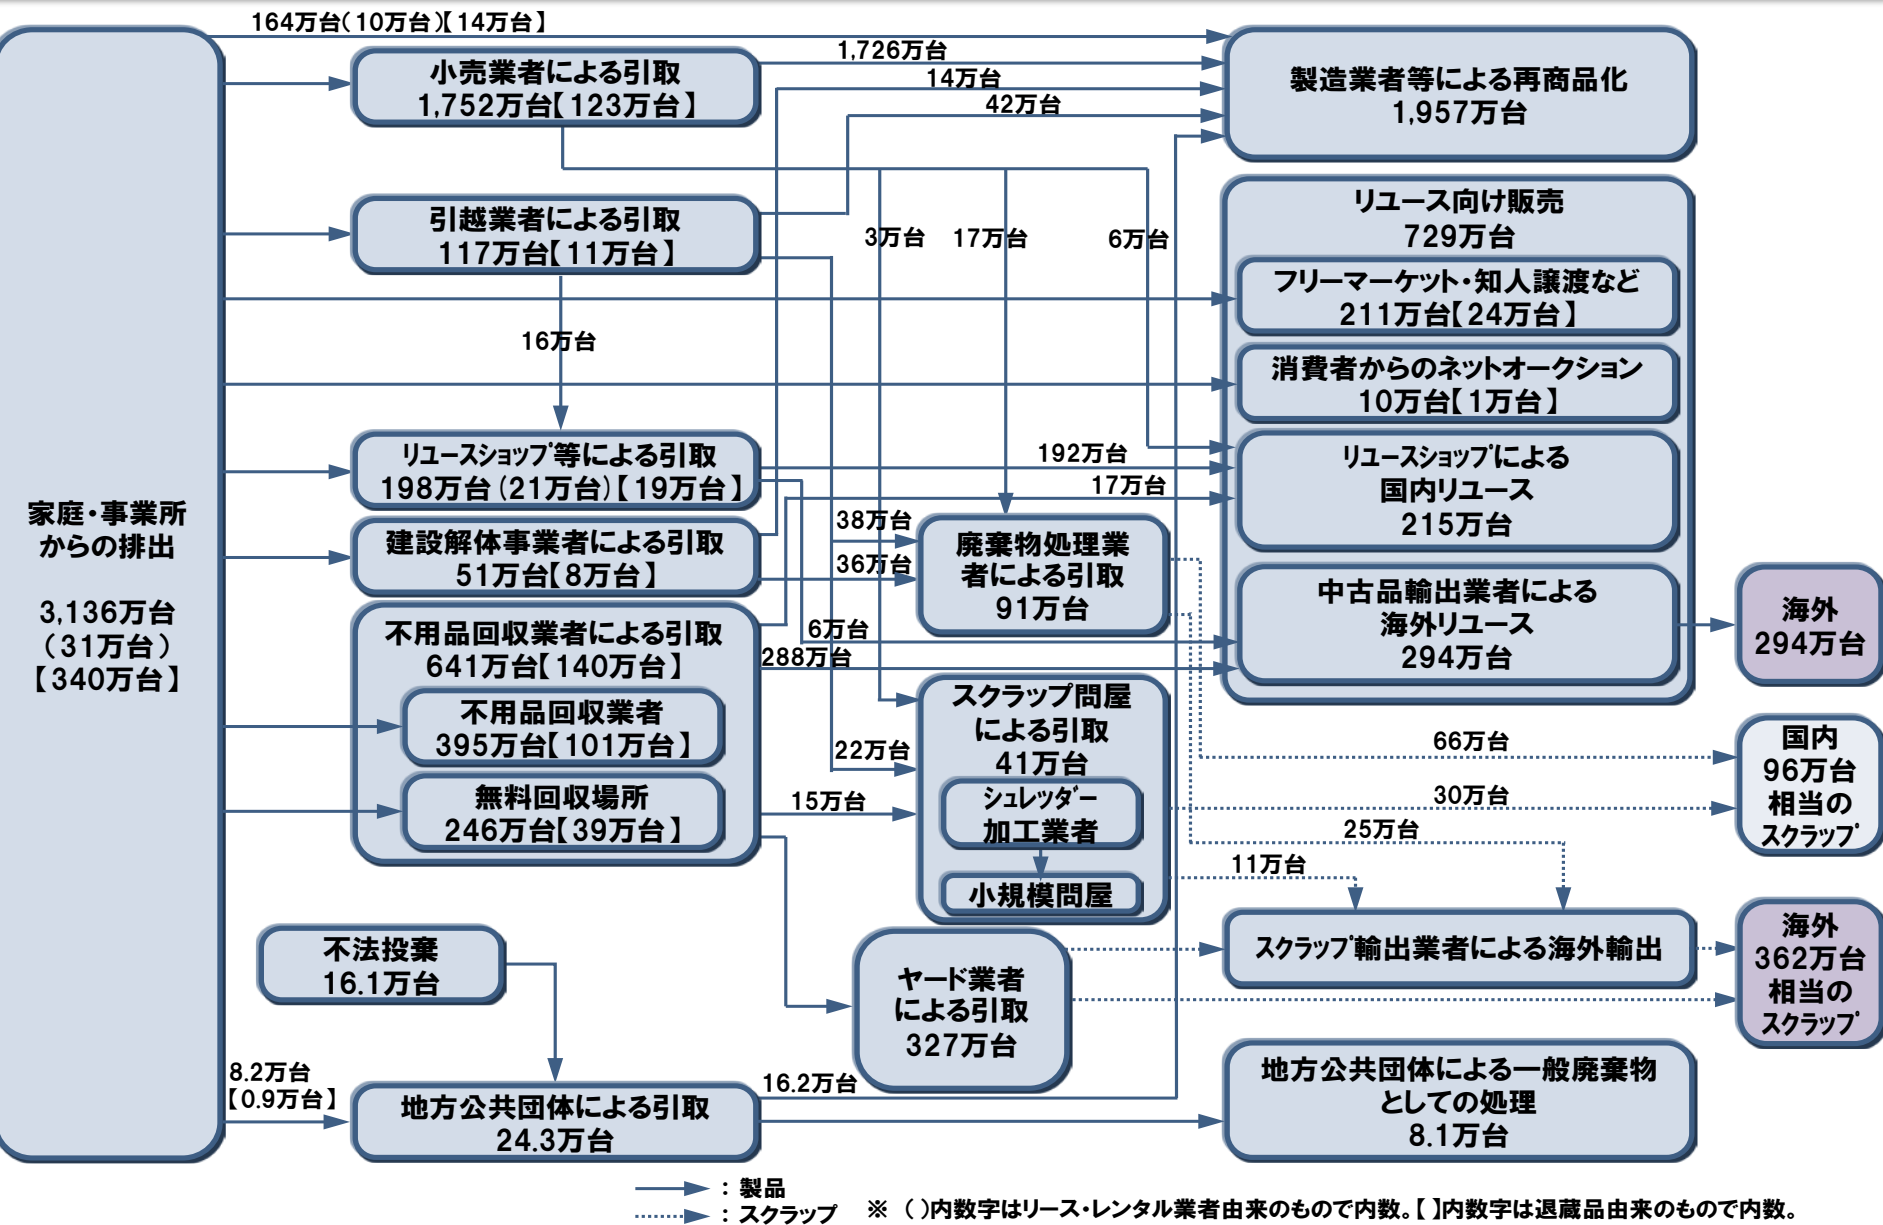 164万台(10万台)【14万台】
家庭・事業所
からの排出
3,136万台
(31万台)
【340万台】
小売業者による引取
1,752万台【123万台】
1,726万台
14万台
42万台
製造業者等による再商品化
1,957万台
引越業者による引取
117万台【11万台】
3万台
17万台
6万台
16万台
リユース向け販売
729万台
フリーマーケット・知人譲渡など
211万台【24万台】
消費者からのネットオークション
10万台【1万台】
リユースショップ等による引取
198万台(21万台)【19万台】
192万台
17万台
リユースショップによる
国内リユース
215万台
建設解体事業者による引取
51万台【8万台】
38万台
36万台
廃棄物処理業
者による引取
91万台
中古品輸出業者による
海外リユース
294万台
海外
294万台
不用品回収業者による引取
641万台【140万台】
6万台
288万台
不用品回収業者
395万台【101万台】
無料回収場所
246万台【39万台】
22万台
15万台
スクラップ問屋
による引取
41万台
シュレッダー
加工業者
小規模問屋
66万台
30万台
25万台
11万台
国内
96万台
相当の
スクラップ
不法投棄
16.1万台
ヤード業者
による引取
327万台
スクラップ輸出業者による海外輸出
海外
362万台
相当の
スクラップ
8.2万台
【0.9万台】
地方公共団体による引取
24.3万台
16.2万台
地方公共団体による一般廃棄物
としての処理
8.1万台
：製品
：スクラップ
※ ( )内数字はリース・レンタル業者由来のもので内数。【 】内数字は退蔵品由来のもので内数。